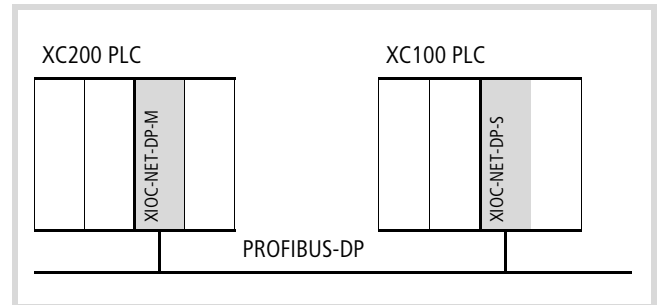 XC200 PLC
XC100 PLC
XIOC-NET-DP-M
XIOC-NET-DP-S
PROFIBUS-DP